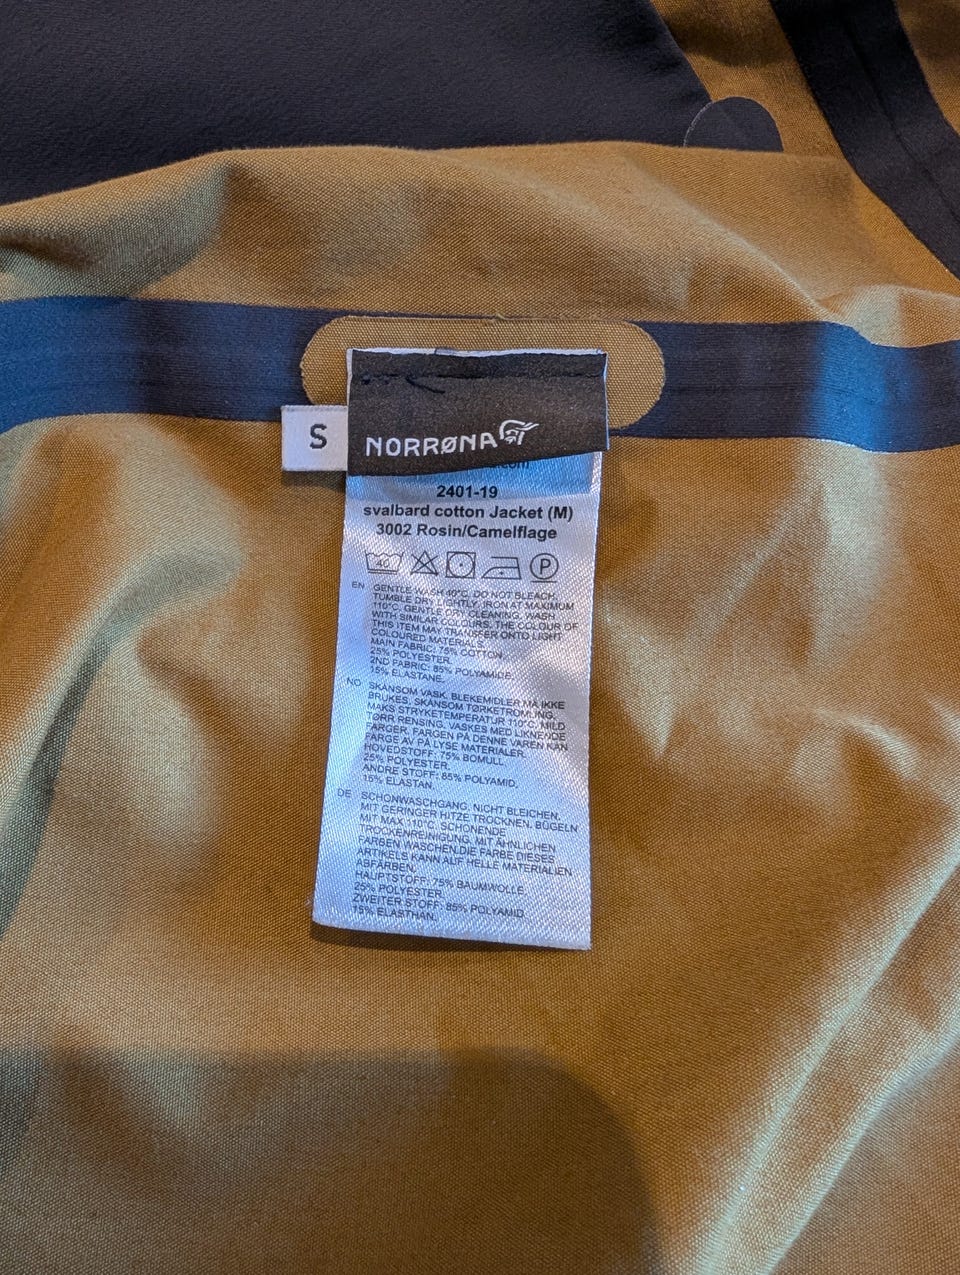 S
NORRØNA
.com
2401-19
svalbard cotton Jacket (M)
3002 Rosin/Camelflage
40
P
EN GENTLE WASH 40°C. DO NOT BLEACH.
TUMBLE DRY LIGHTLY. IRON AT MAXIMUM
110°C. GENTLE DRY CLEANING. WASH
WITH SIMILAR COLOURS. THE COLOUR OF
THIS ITEM MAY TRANSFER ONTO LIGHT
COLOURED MATERIALS.
MAIN FABRIC: 75% COTTON,
25% POLYESTER.
2ND FABRIC: 85% POLYAMIDE,
15% ELASTANE.
NO SKÅNSOM VASK. BLEKEMIDLER MÅ IKKE
BRUKES. SKÅNSOM TØRKETROMLING.
MAKS STRYKETEMPERATUR 110°C. MILD
TØRR RENSING. VASKES MED LIKNENDE
FARGER. FARGEN PÅ DENNE VAREN KAN
FARGE AV PÅ LYSE MATERIALER.
HOVEDSTOFF: 75% BOMULL
25% POLYESTER.
ANDRE STOFF: 85% POLYAMID,
15% ELASTAN.
DE SCHONWASCHGANG. NICHT BLEICHEN.
MIT GERINGER HITZE TROCKNEN. BÜGELN
MIT MAX 110°C. SCHONENDE
TROCKENREINIGUNG. MIT ÄHNLICHEN
FARBEN WASCHEN.DIE FARBE DIESES
ARTIKELS KANN AUF HELLE MATERIALIEN
ABFÄRBEN.
HAUPTSTOFF: 75% BAUMWOLLE,
25% POLYESTER.
ZWEITER STOFF: 85% POLYAMID
15% ELASTHAN.